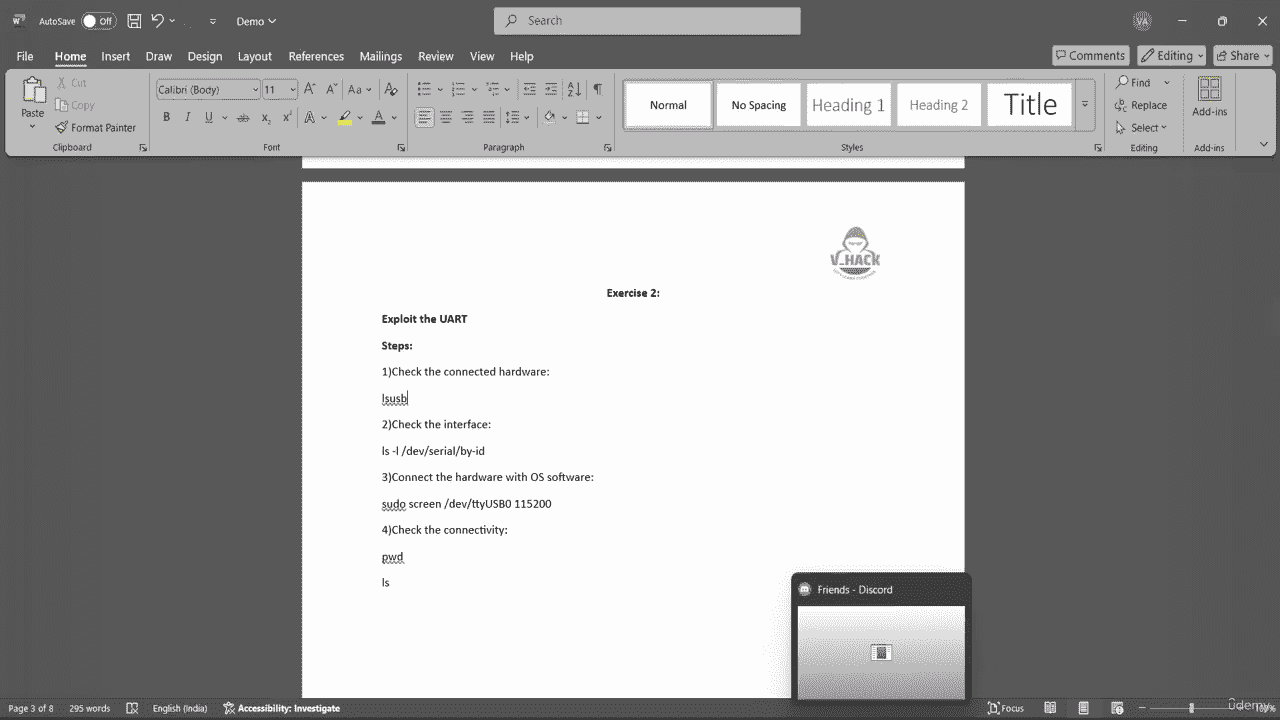 AutoSave Off Demo Search VA
File Home Insert Draw Design Layout References Mailings Review View Help Comments Editing Share
Paste Cut Copy Format Painter Clipboard
Calibri (Body) 11 Font
Paragraph
Normal No Spacing Heading 1 Heading 2 Title Styles
Find Replace Select Editing
Add-ins Add-ins
V_HACK
Exercise 2:
Exploit the UART
Steps:
1)Check the connected hardware:
lsusb
2)Check the interface:
ls -l /dev/serial/by-id
3)Connect the hardware with OS software:
sudo screen /dev/ttyUSB0 115200
4)Check the connectivity:
pwd
ls
Friends - Discord
Page 3 of 8 295 words English (India) Accessibility: Investigate Focus